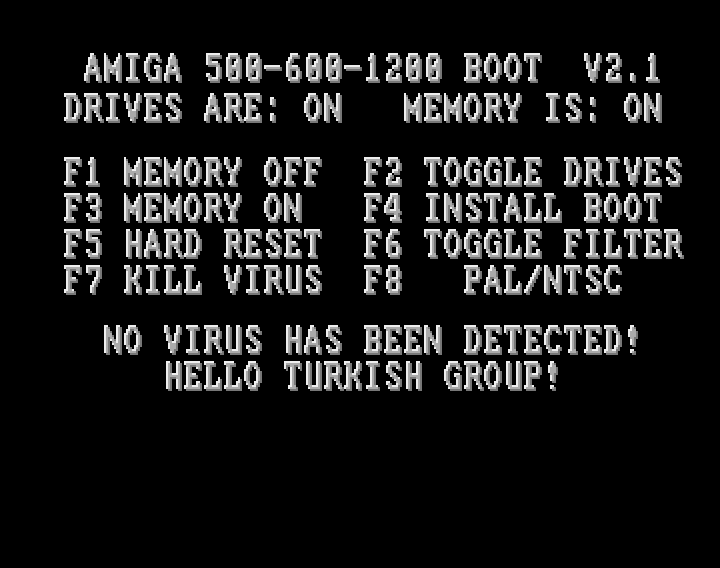 AMIGA 500-600-1200 BOOT V2.1
DRIVES ARE: ON MEMORY IS: ON
F1 MEMORY OFF F2 TOGGLE DRIVES
F3 MEMORY ON F4 INSTALL BOOT
F5 HARD RESET F6 TOGGLE FILTER
F7 KILL VIRUS F8 PAL/NTSC
NO VIRUS HAS BEEN DETECTED!
HELLO TURKISH GROUP!